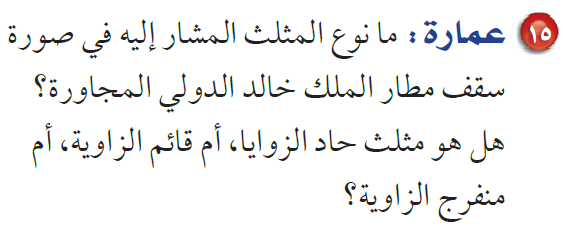 ١٥ عمارة: ما نوع المثلث المشار إليه في صورة
سقف مطار الملك خالد الدولي المجاورة؟
هل هو مثلث حاد الزوايا، أم قائم الزاوية، أم
منفرج الزاوية؟